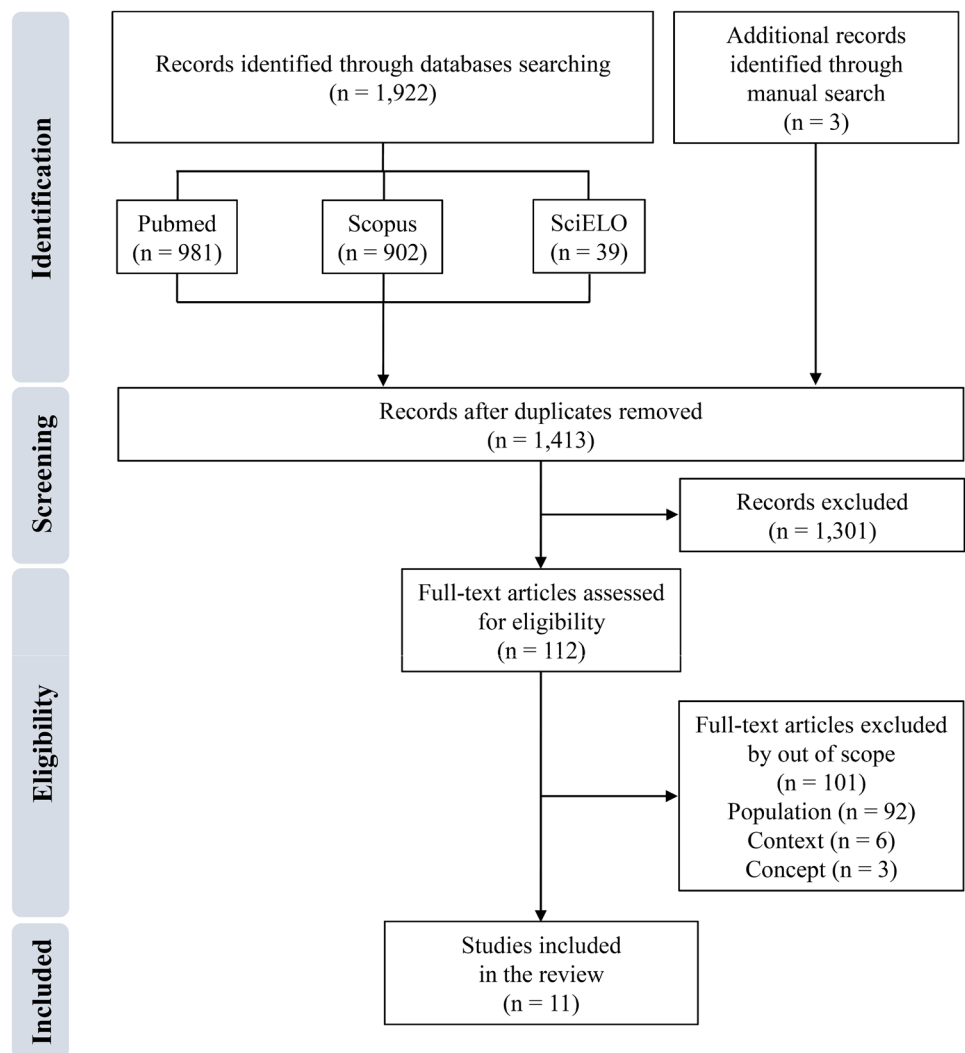 Identification
Records identified through databases searching
(n = 1,922)
Additional records
identified through
manual search
(n = 3)
Pubmed
(n = 981)
Scopus
(n = 902)
SciELO
(n = 39)
Screening
Records after duplicates removed
(n = 1,413)
Records excluded
(n = 1,301)
Eligibility
Full-text articles assessed
for eligibility
(n = 112)
Full-text articles excluded
by out of scope
(n = 101)
Population (n = 92)
Context (n = 6)
Concept (n = 3)
Included
Studies included
in the review
(n = 11)